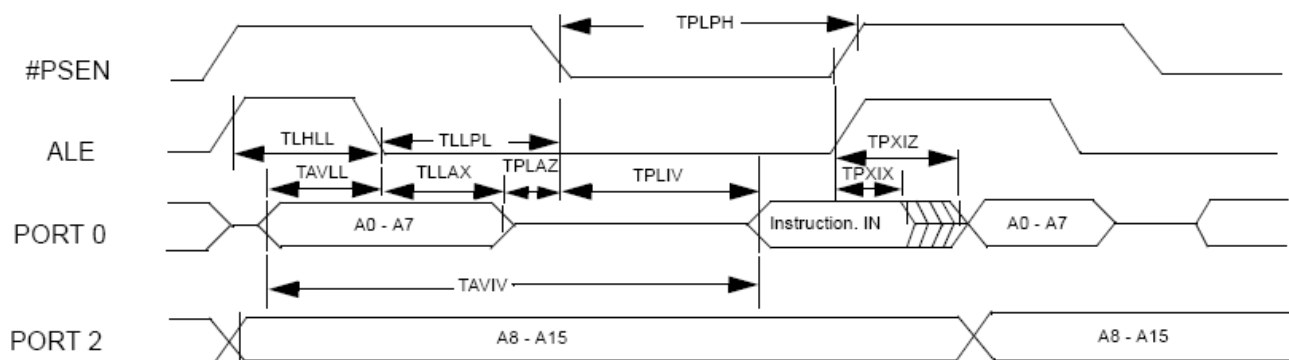 TPLPH
#PSEN
ALE
TLHLL
TLLPL
TPXIZ
TAVLL
TLLAX
TPLAZ
TPLIV
TPXIX
PORT 0
A0 - A7
Instruction. IN
A0 - A7
TAVIV
PORT 2
A8 - A15
A8 - A15